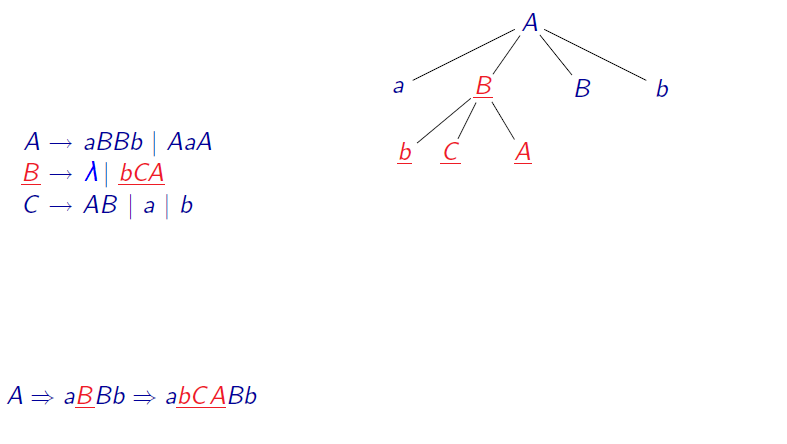 A
a B B b
b C A
A → aBBb | AaA
B → λ | bCA
C → AB | a | b
A ⇒ aBBb ⇒ abCABb